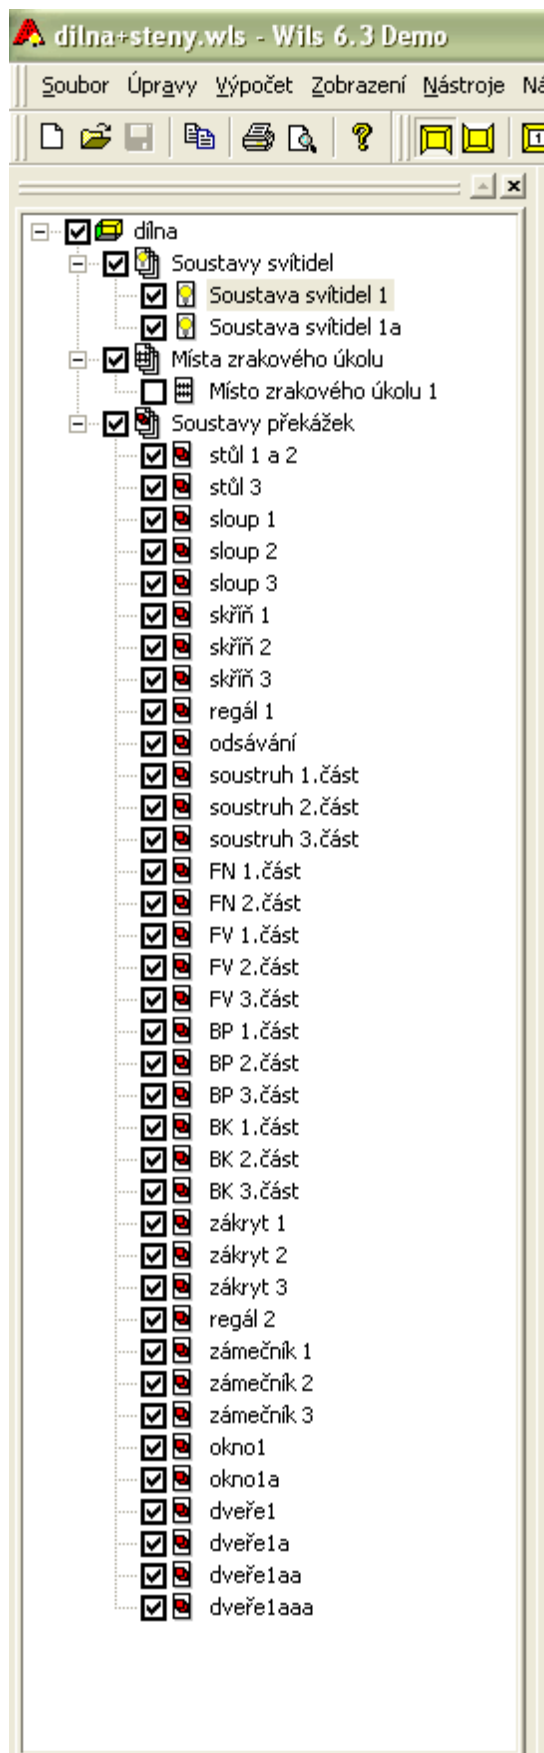 dilna+steny.wls - Wils 6.3 Demo
Soubor Úpravy Výpočet Zobrazení Nástroje Ná
dílna
Soustavy svítidel
Soustava svítidel 1
Soustava svítidel 1a
Místa zrakového úkolu
Místo zrakového úkolu 1
Soustavy překážek
stůl 1 a 2
stůl 3
sloup 1
sloup 2
sloup 3
skříň 1
skříň 2
skříň 3
regál 1
odsávání
soustruh 1.část
soustruh 2.část
soustruh 3.část
FN 1.část
FN 2.část
FV 1.část
FV 2.část
FV 3.část
BP 1.část
BP 2.část
BP 3.část
BK 1.část
BK 2.část
BK 3.část
zákryt 1
zákryt 2
zákryt 3
regál 2
zámečník 1
zámečník 2
zámečník 3
okno1
okno1a
dveře1
dveře1a
dveře1aa
dveře1aaa